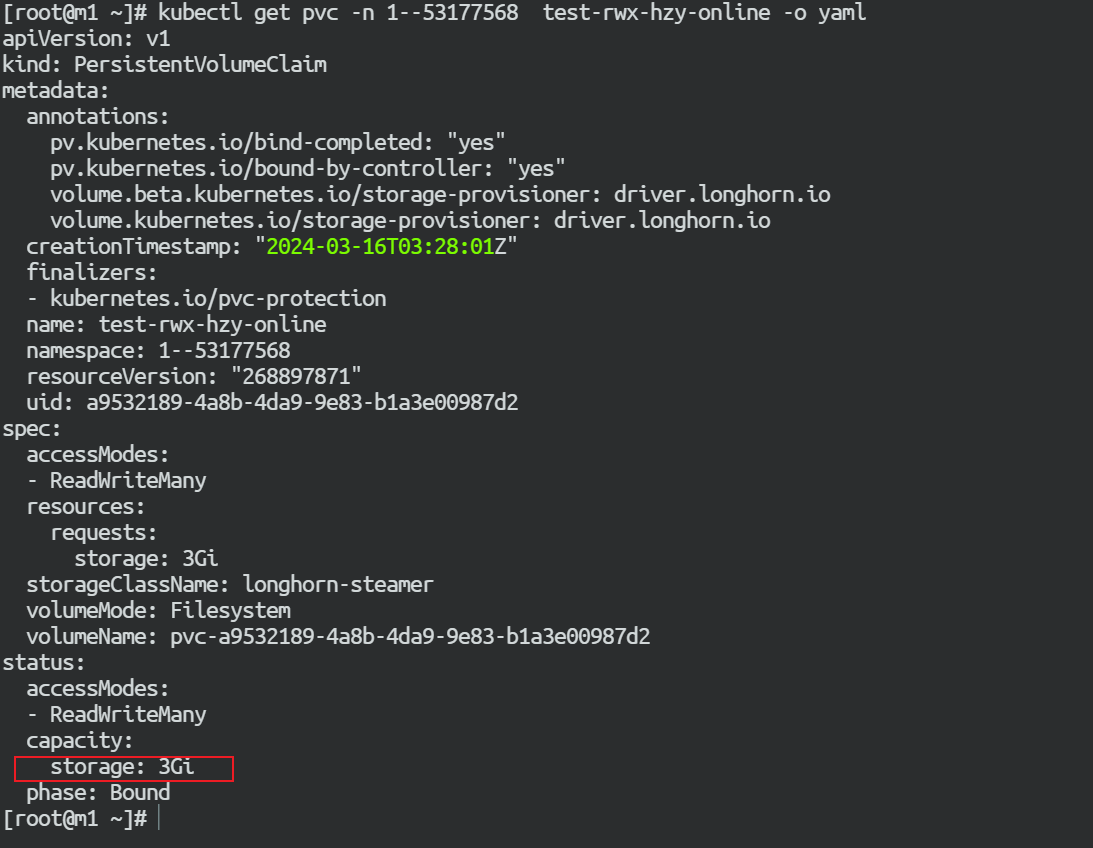 [root@m1 ~]# kubectl get pvc -n 1--53177568  test-rwx-hzy-online -o yaml
apiVersion: v1
kind: PersistentVolumeClaim
metadata:
  annotations:
    pv.kubernetes.io/bind-completed: "yes"
    pv.kubernetes.io/bound-by-controller: "yes"
    volume.beta.kubernetes.io/storage-provisioner: driver.longhorn.io
    volume.kubernetes.io/storage-provisioner: driver.longhorn.io
  creationTimestamp: "2024-03-16T03:28:01Z"
  finalizers:
  - kubernetes.io/pvc-protection
  name: test-rwx-hzy-online
  namespace: 1--53177568
  resourceVersion: "268897871"
  uid: a9532189-4a8b-4da9-9e83-b1a3e00987d2
spec:
  accessModes:
  - ReadWriteMany
  resources:
    requests:
      storage: 3Gi
  storageClassName: longhorn-steamer
  volumeMode: Filesystem
  volumeName: pvc-a9532189-4a8b-4da9-9e83-b1a3e00987d2
status:
  accessModes:
  - ReadWriteMany
  capacity:
    storage: 3Gi
  phase: Bound
[root@m1 ~]#